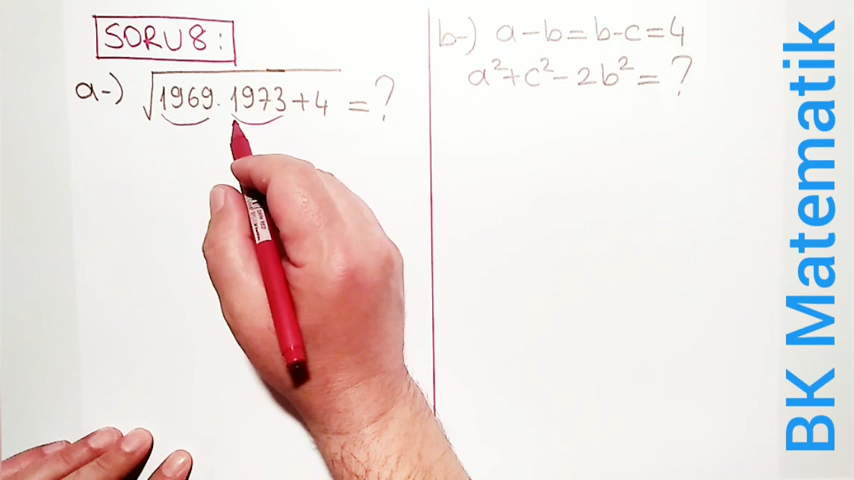 SORU 8:
a-) √1969.1973+4 = ?
b-) a-b=b-c=4
a²+c²-2b² = ?
BK Matematik